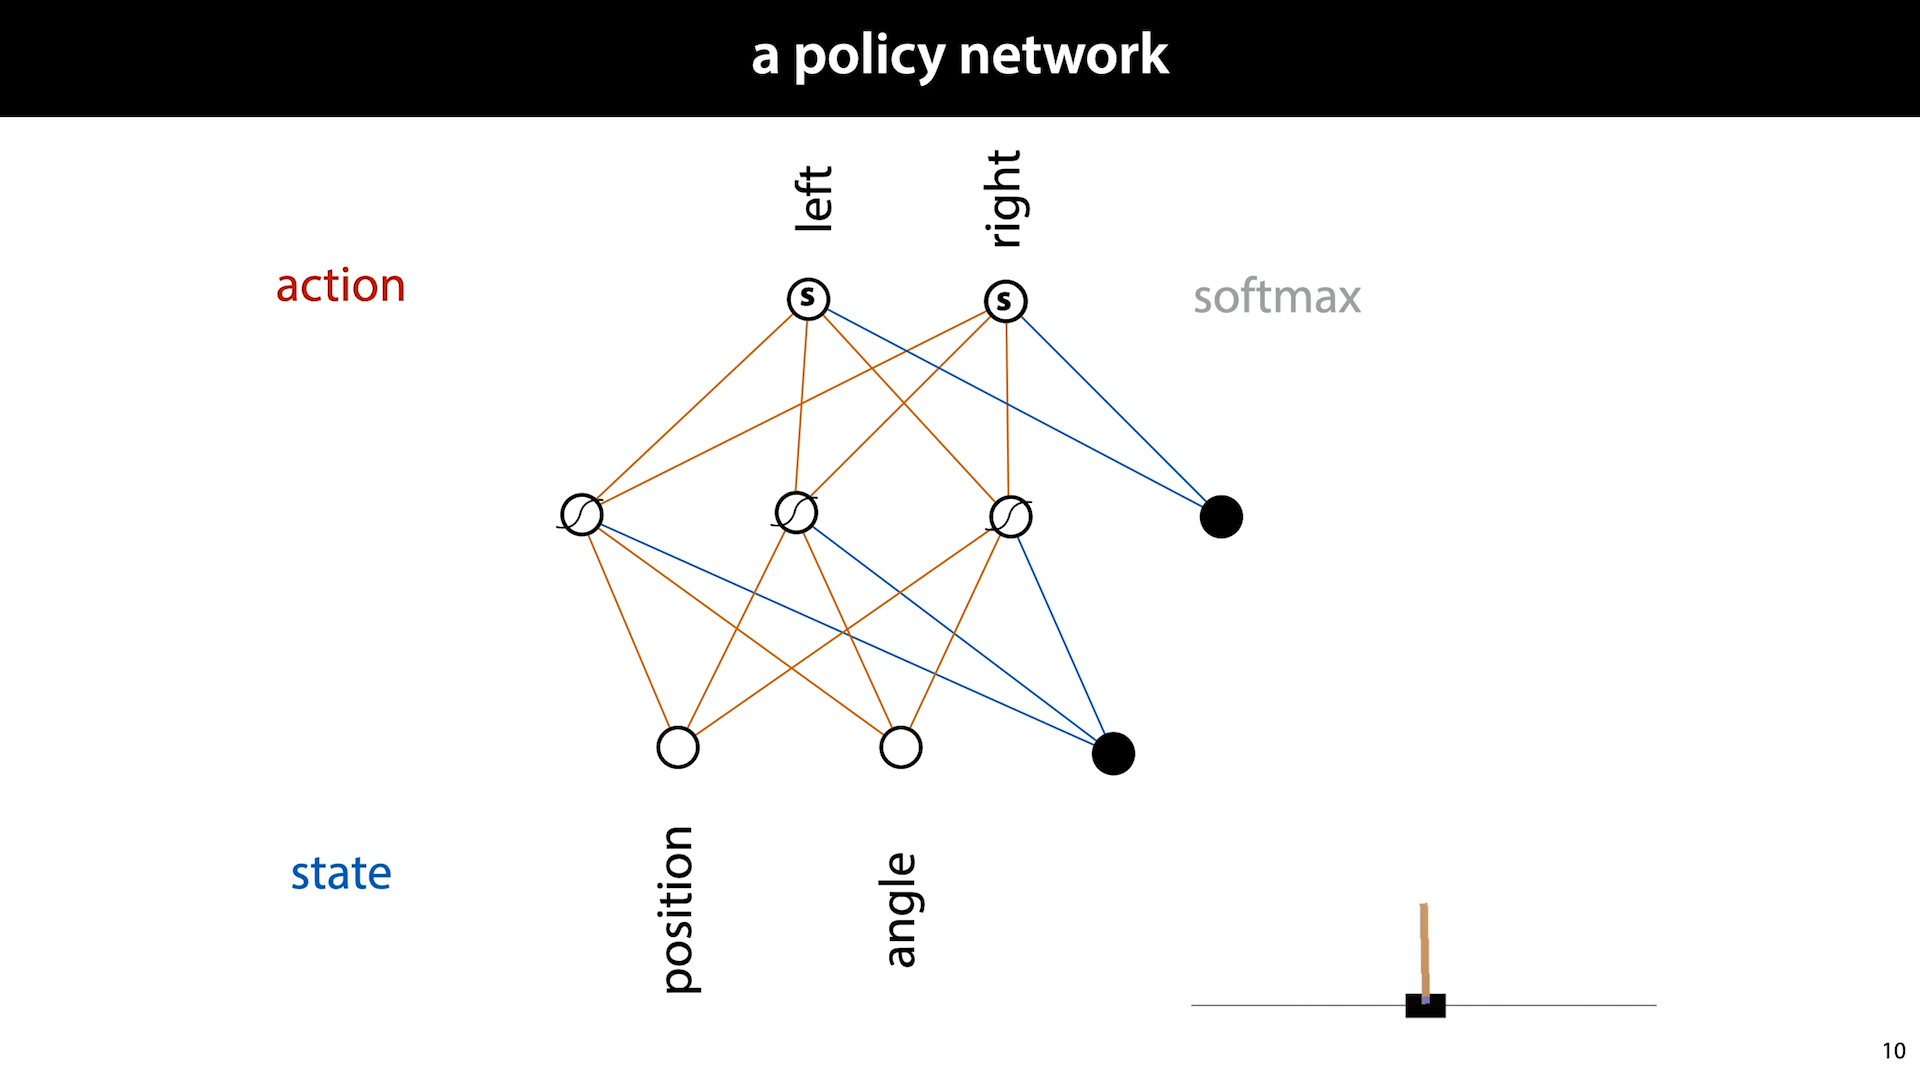 a policy network
left
right
action
s
s
softmax
state
position
angle
10